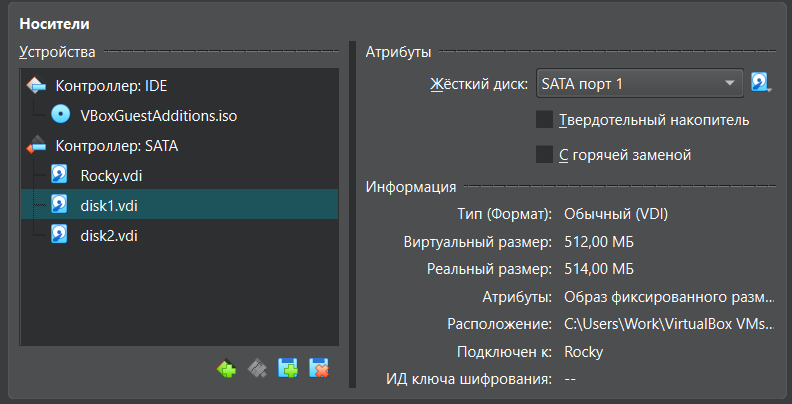 Носители
Устройства
Контроллер: IDE
VBoxGuestAdditions.iso
Контроллер: SATA
Rocky.vdi
disk1.vdi
disk2.vdi
Атрибуты
Жёсткий диск: SATA порт 1
Твердотельный накопитель
С горячей заменой
Информация
Тип (Формат): Обычный (VDI)
Виртуальный размер: 512,00 МБ
Реальный размер: 514,00 МБ
Атрибуты: Образ фиксированного разм...
Расположение: C:\Users\Work\VirtualBox VMs...
Подключен к: Rocky
ИД ключа шифрования: --